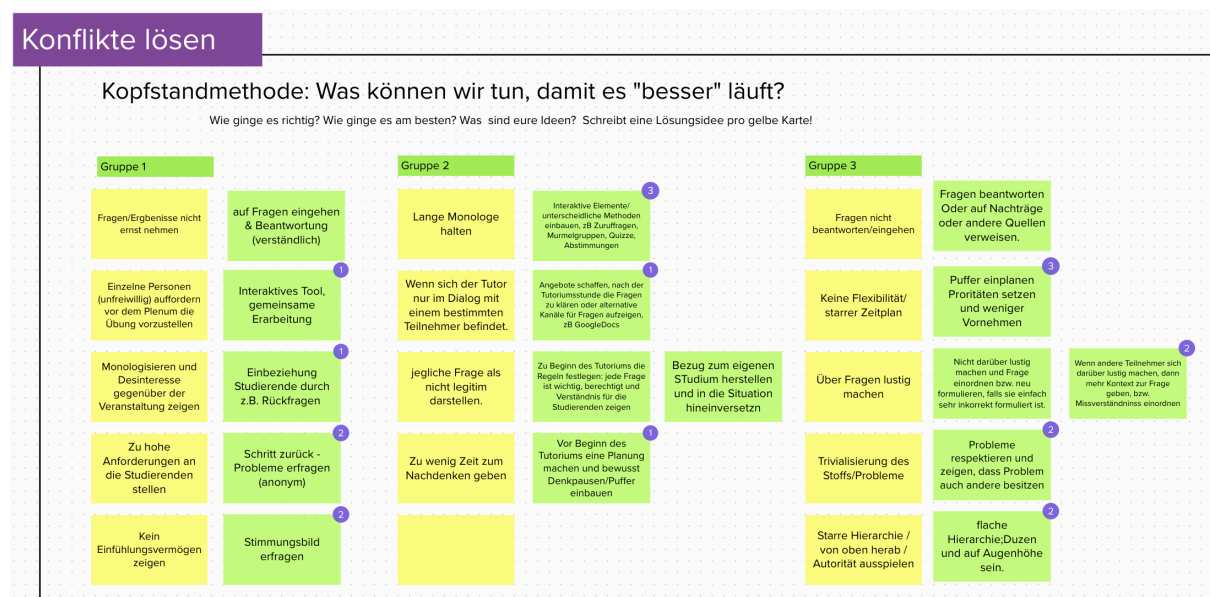 Konflikte lösen
Kopfstandmethode: Was können wir tun, damit es "besser" läuft?
Wie ginge es richtig? Wie ginge es am besten? Was sind eure Ideen? Schreibt eine Lösungsidee pro gelbe Karte!
Gruppe 1
Fragen/Ergbenisse nicht
ernst nehmen
auf Fragen eingehen
& Beantwortung
(verständlich)
Einzelne Personen
(unfreiwillig) auffordern
vor dem Plenum die
Übung vorzustellen
1
Interaktives Tool,
gemeinsame
Erarbeitung
Monologisieren und
Desinteresse
gegenüber der
Veranstaltung zeigen
1
Einbeziehung
Studierende durch
z.B. Rückfragen
Zu hohe
Anforderungen an
die Studierenden
stellen
2
Schritt zurück -
Probleme erfragen
(anonym)
Kein
Einfühlungsvermögen
zeigen
2
Stimmungsbild
erfragen
Gruppe 2
Lange Monologe
halten
3
Interaktive Elemente/
unterscheidliche Methoden
einbauen, zB Zuruffragen,
Murmelgruppen, Quizze,
Abstimmungen
Wenn sich der Tutor
nur im Dialog mit
einem bestimmten
Teilnehmer befindet.
1
Angebote schaffen, nach der
Tutoriumsstunde die Fragen
zu klären oder alternative
Kanäle für Fragen aufzeigen,
zB GoogleDocs
jegliche Frage als
nicht legitim
darstellen.
Zu Beginn des Tutoriums die
Regeln festlegen: jede Frage
ist wichtig, berechtigt und
Verständnis für die
Studierenden zeigen
Bezug zum eigenen
STudium herstellen
und in die Situation
hineinversetzn
Zu wenig Zeit zum
Nachdenken geben
1
Vor Beginn des
Tutoriums eine Planung
machen und bewusst
Denkpausen/Puffer
einbauen
Gruppe 3
Fragen nicht
beantworten/eingehen
Fragen beantworten
Oder auf Nachträge
oder andere Quellen
verweisen.
Keine Flexibilität/
starrer Zeitplan
3
Puffer einplanen
Proritäten setzen
und weniger
Vornehmen
Über Fragen lustig
machen
Nicht darüber lustig
machen und Frage
einordnen bzw. neu
formulieren, falls sie einfach
sehr inkorrekt formuliert ist.
2
Wenn andere Teilnehmer sich
darüber lustig machen, dann
mehr Kontext zur Frage
geben, bzw.
Missverständninss einordnen
Trivialisierung des
Stoffs/Probleme
2
Probleme
respektieren und
zeigen, dass Problem
auch andere besitzen
Starre Hierarchie /
von oben herab /
Autorität ausspielen
2
flache
Hierarchie;Duzen
und auf Augenhöhe
sein.